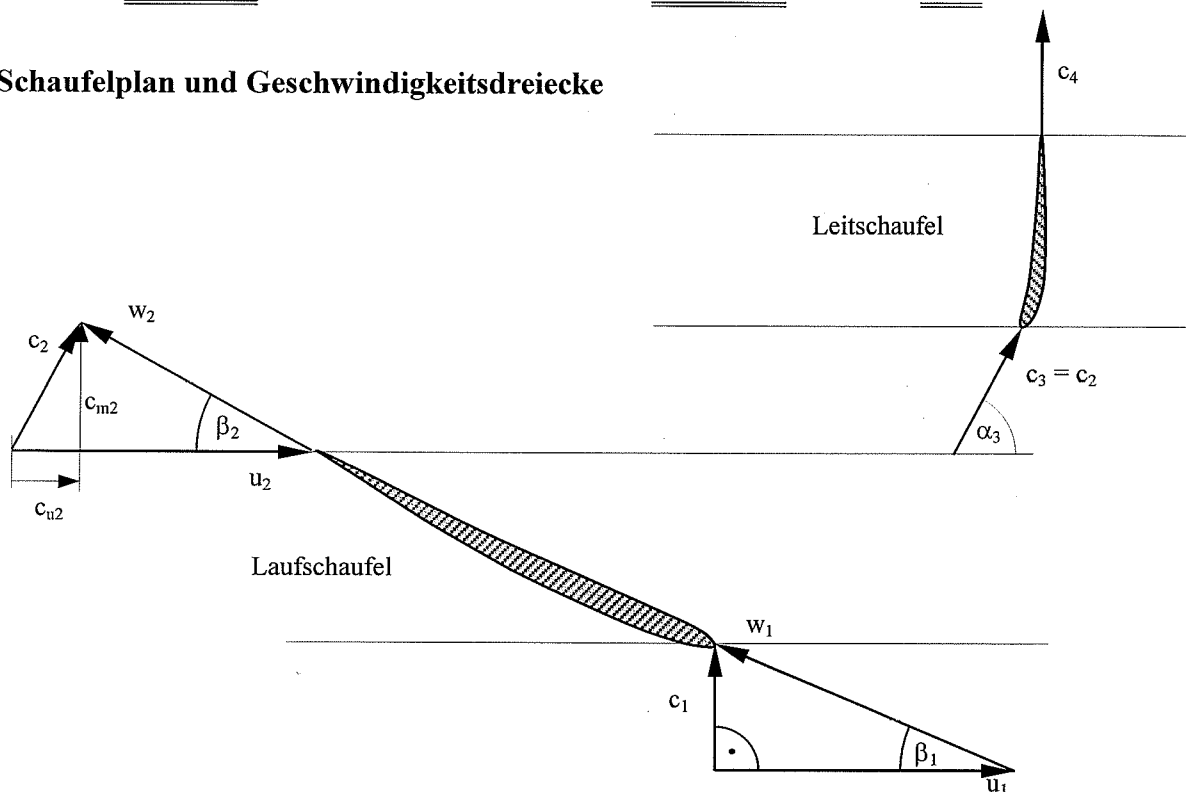 Schaufelplan und Geschwindigkeitsdreiecke
c₄
Leitschaufel
w₂
c₂
c₃ = c₂
cₘ₂
β₂
α₃
u₂
cᵤ₂
Laufschaufel
w₁
c₁
β₁
u₁